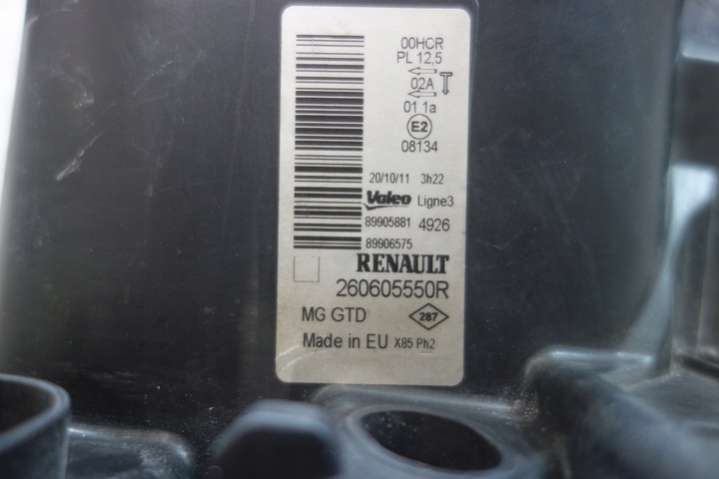 00HCR
PL 12,5
02A
01 1a
E2
08134
20/10/11 3h22
Valeo Ligne3
89905881 4926
89906575
RENAULT
260605550R
MG GTD 287
Made in EU X85 Ph2